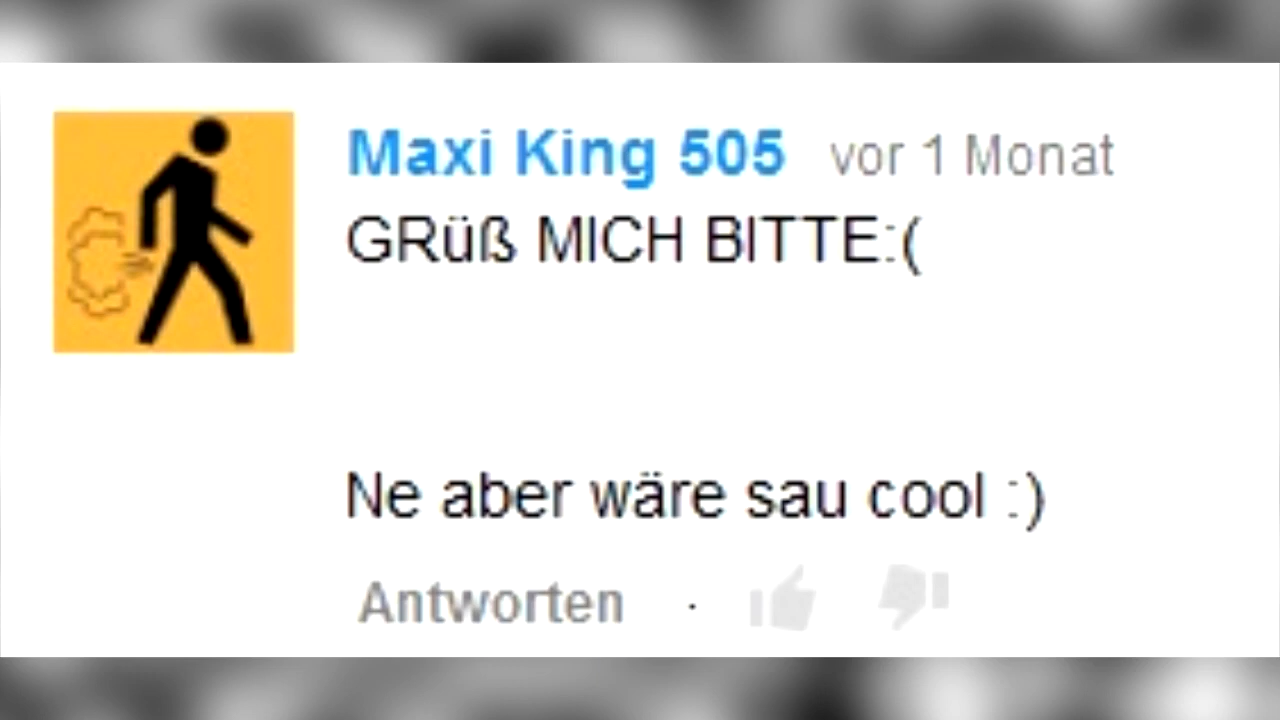 Maxi King 505 vor 1 Monat
GRüß MICH BITTE:(
Ne aber wäre sau cool :)
Antworten ·